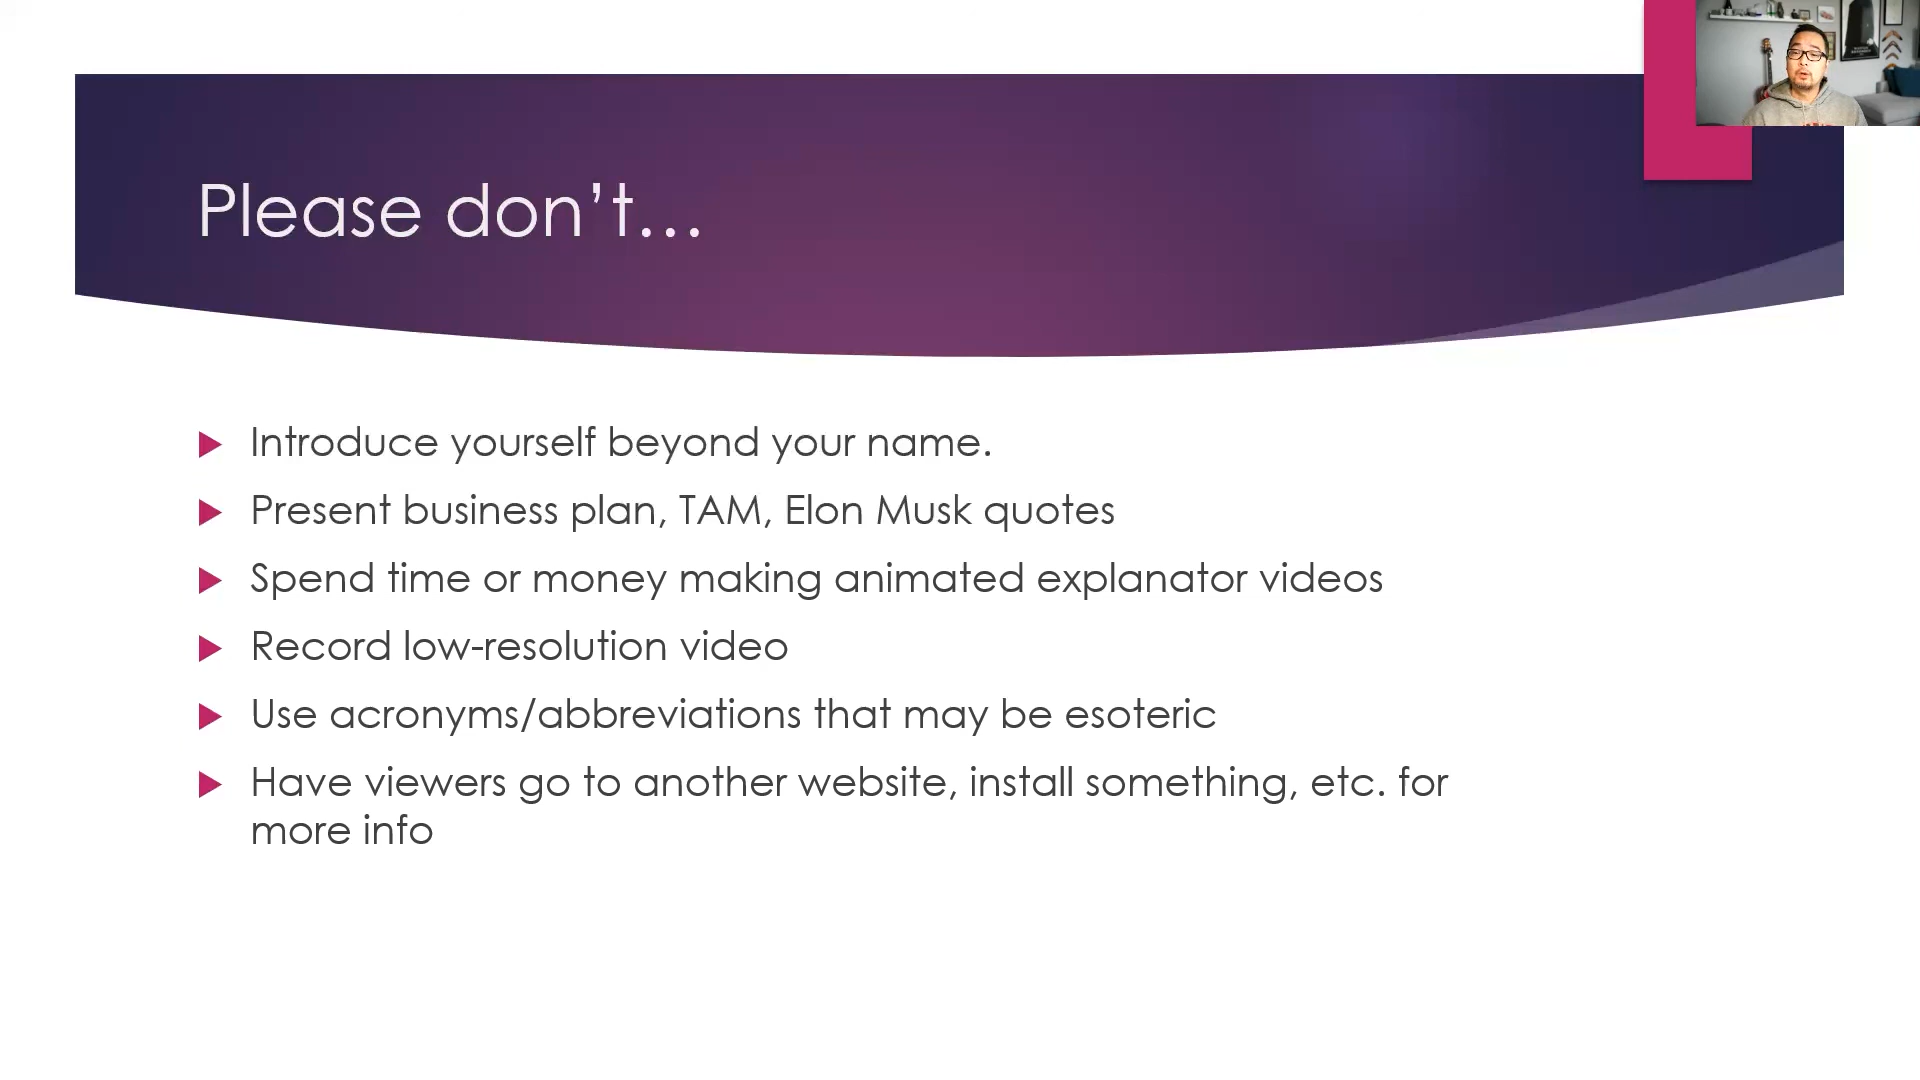 Please don’t…
Introduce yourself beyond your name.
Present business plan, TAM, Elon Musk quotes
Spend time or money making animated explanator videos
Record low-resolution video
Use acronyms/abbreviations that may be esoteric
Have viewers go to another website, install something, etc. for
more info